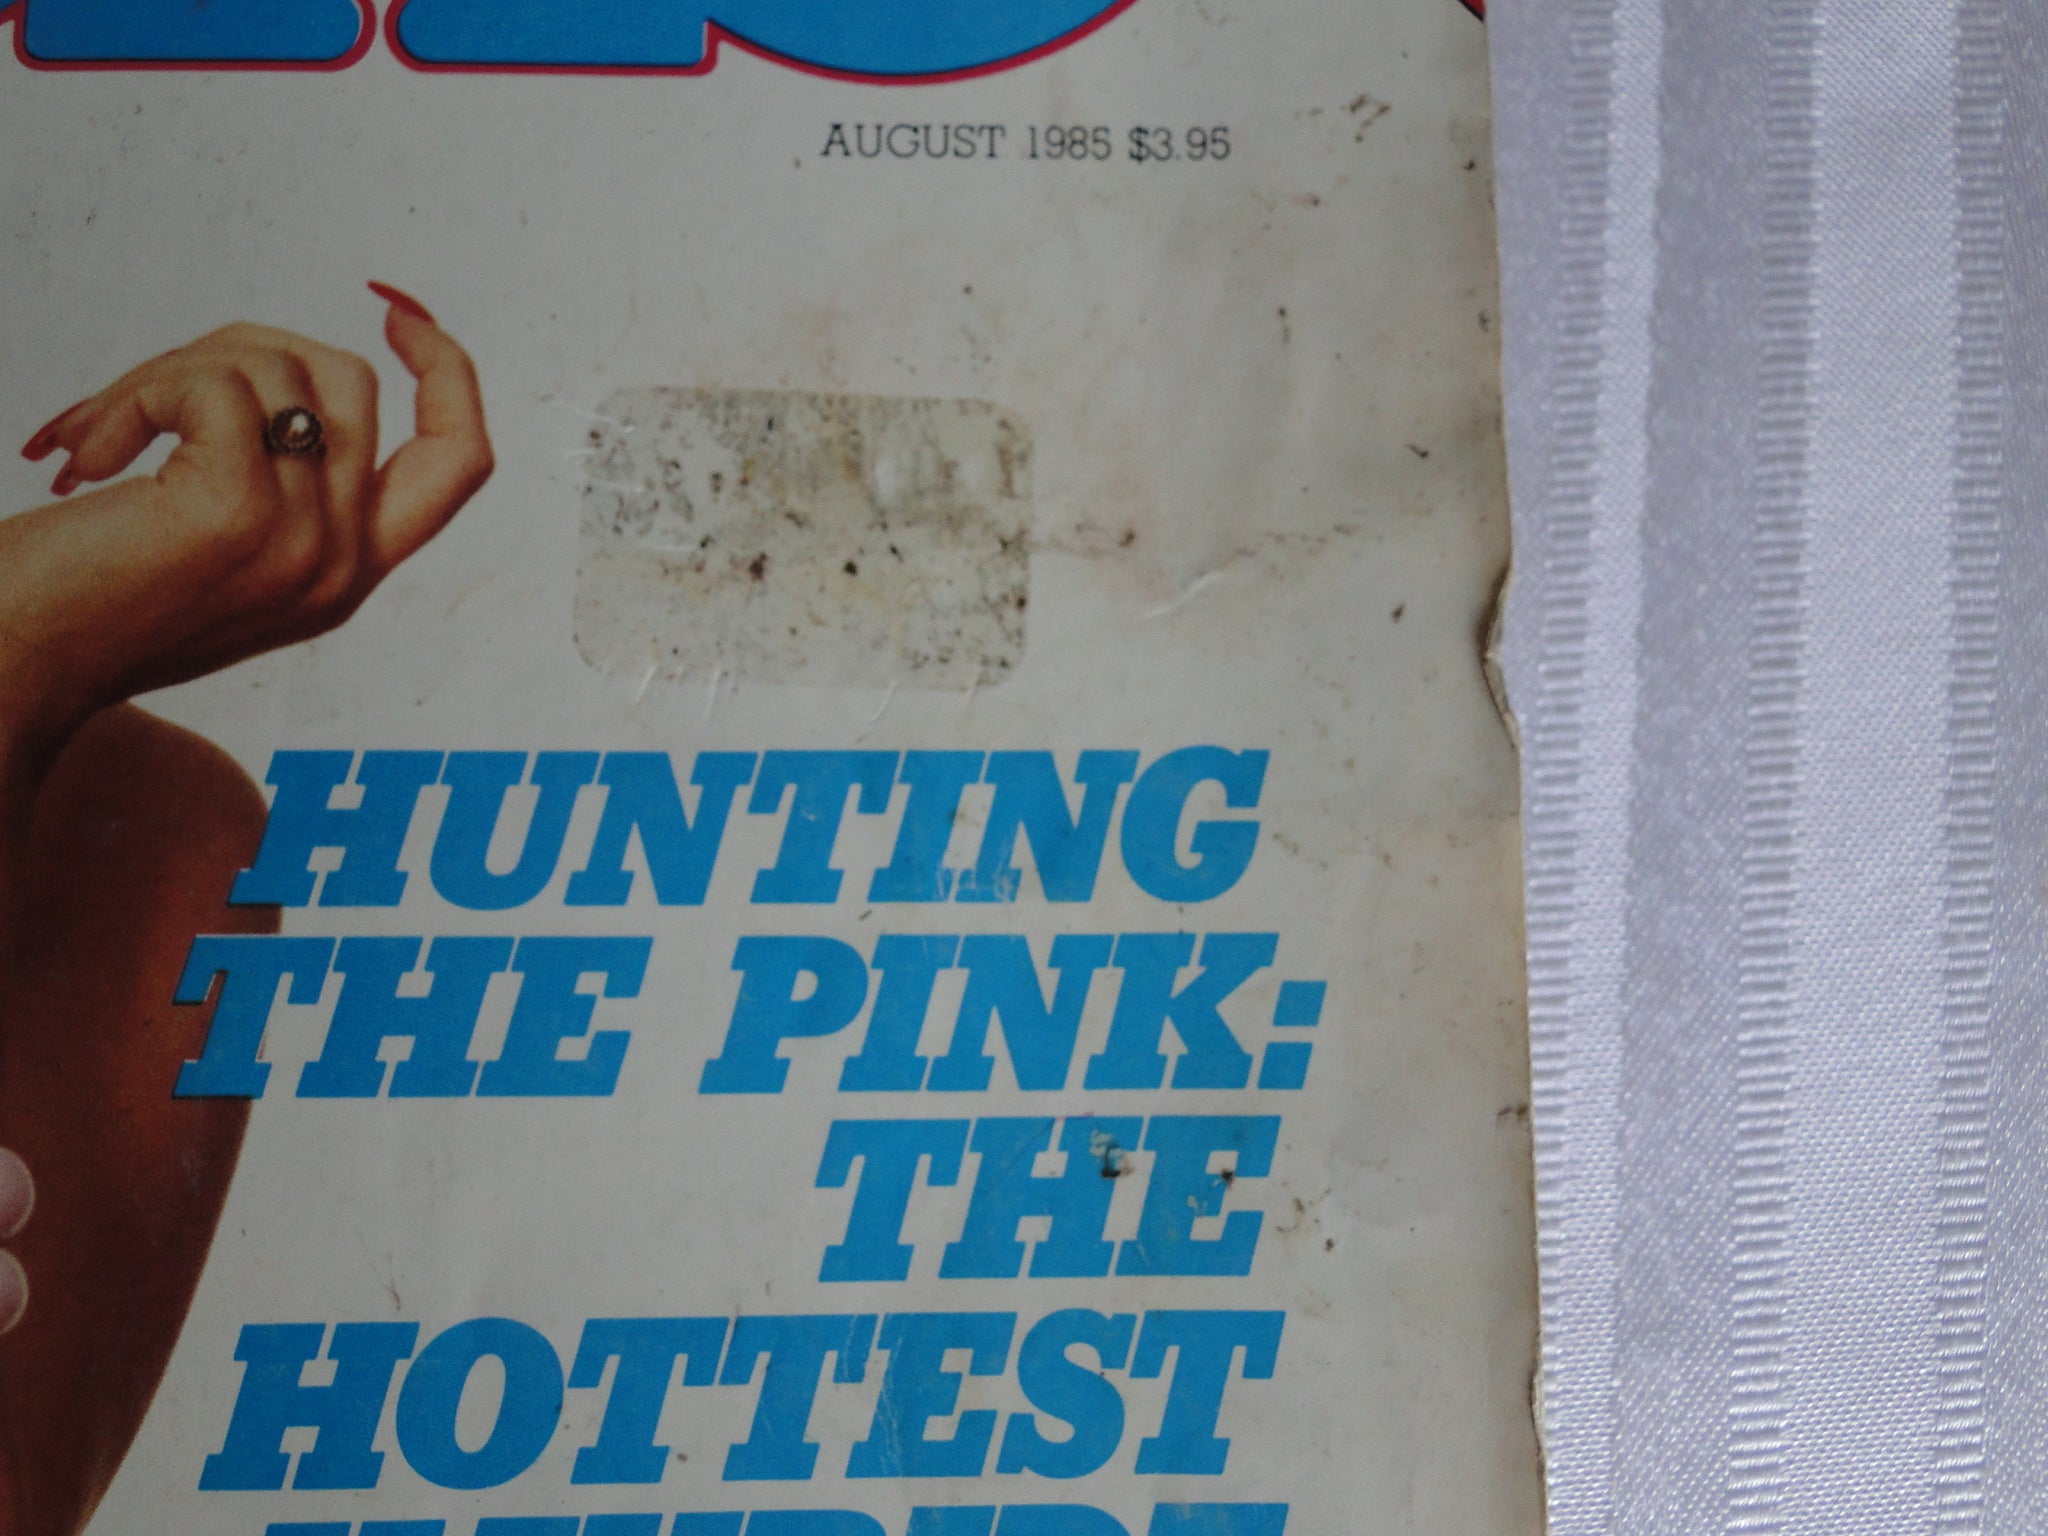 AUGUST 1985 $3.95
HUNTING
THE PINK:
THE
HOTTEST